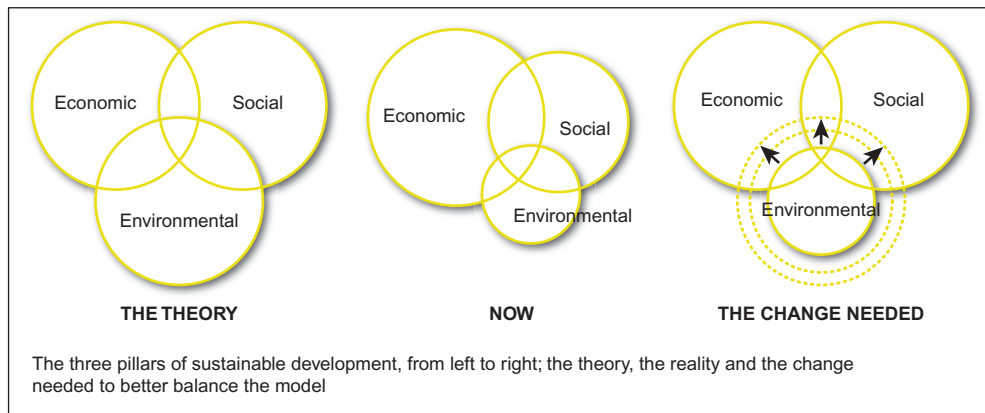 Economic
Social
Environmental
THE THEORY
Economic
Social
Environmental
NOW
Economic
Social
Environmental
THE CHANGE NEEDED
The three pillars of sustainable development, from left to right; the theory, the reality and the change
needed to better balance the model